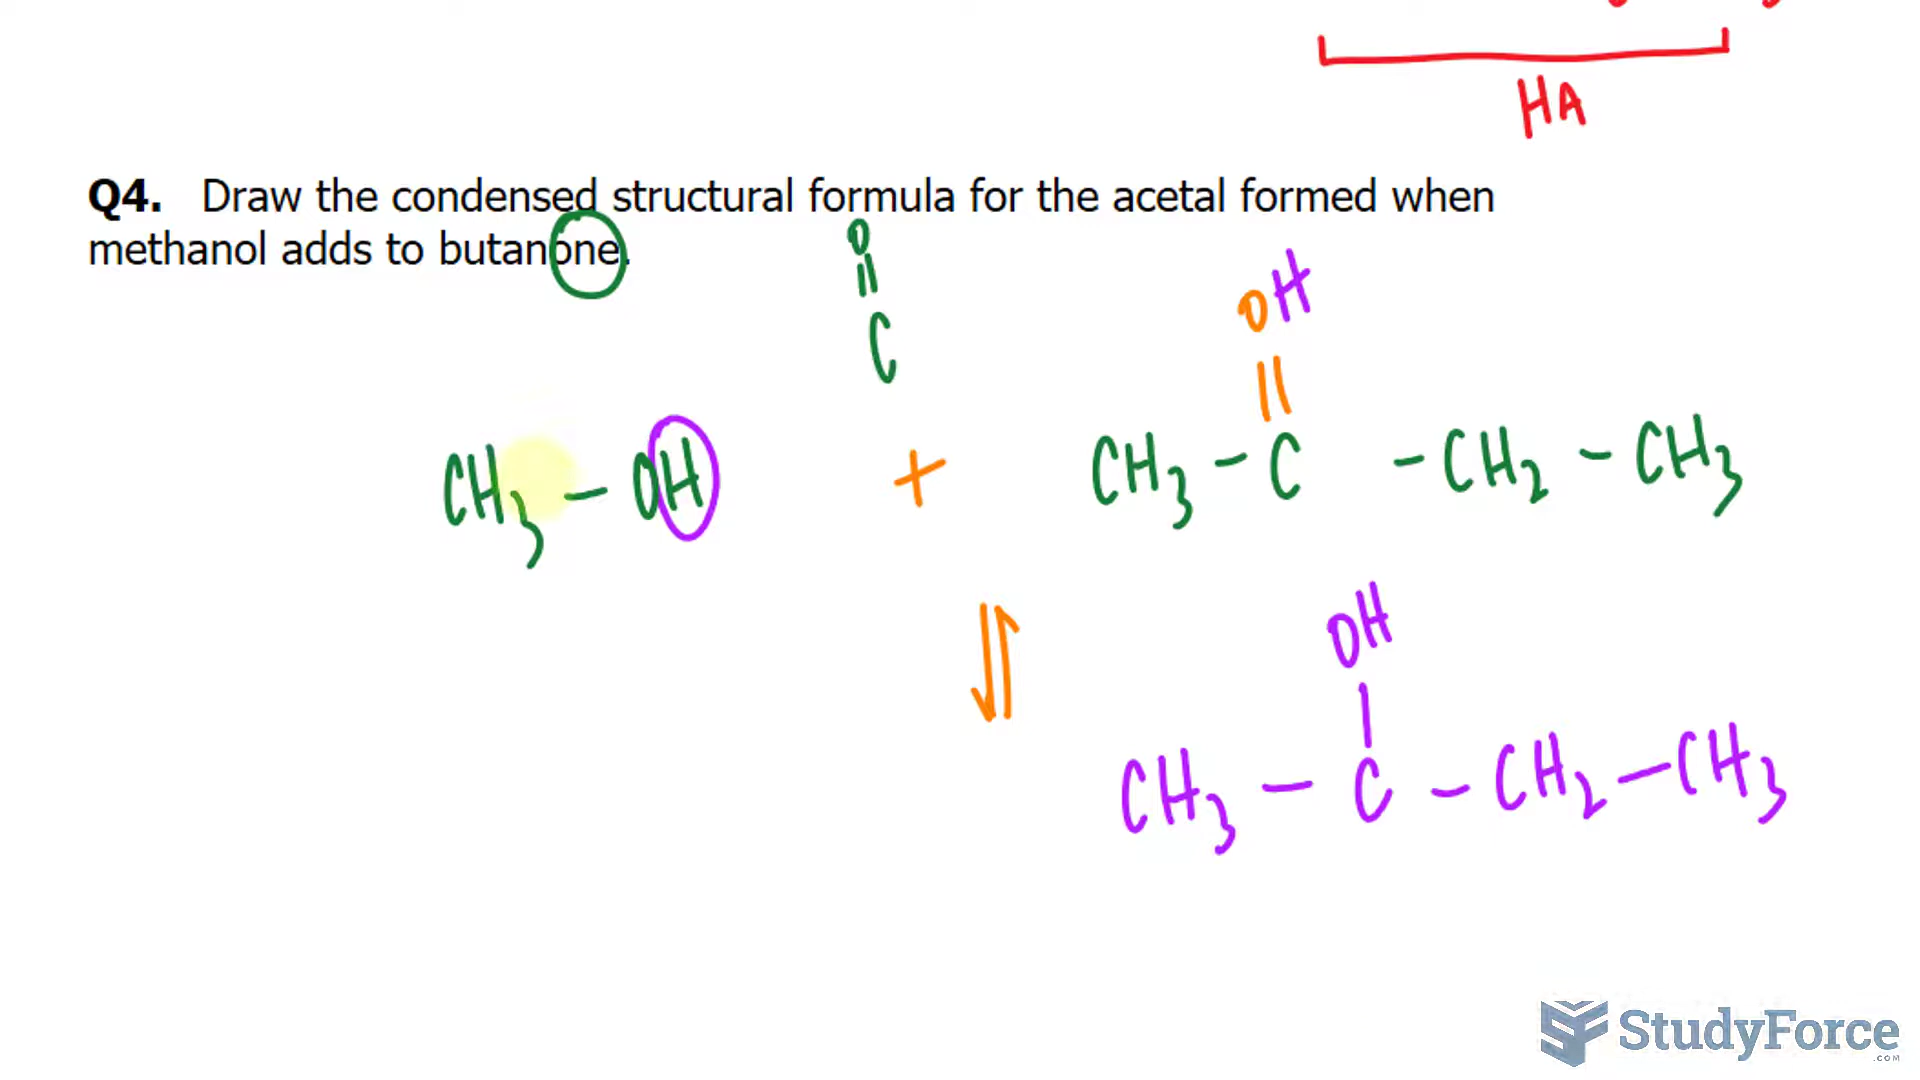 HA
Q4. Draw the condensed structural formula for the acetal formed when
methanol adds to butanone.
O
||
C
OH
||
CH3 – OH + CH3 – C – CH2 – CH3
OH
|
CH3 – C – CH2 – CH3
StudyForce
.COM